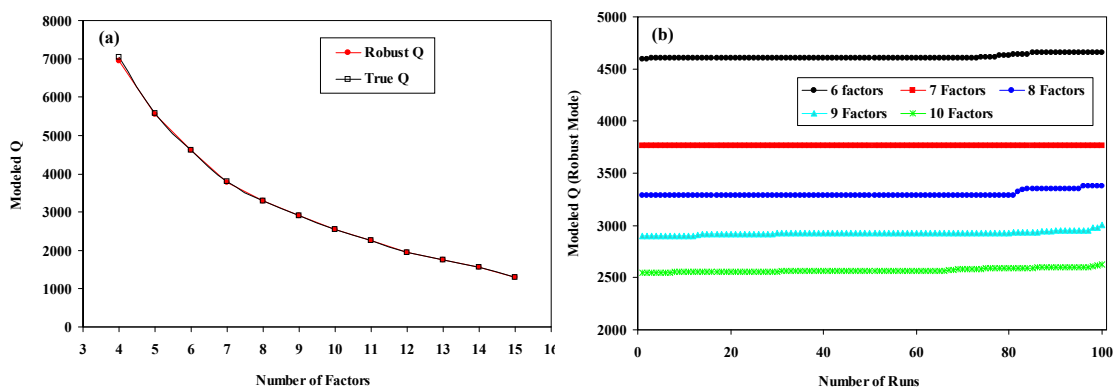 (a)
Robust Q
True Q
Modeled Q
8000
7000
6000
5000
4000
3000
2000
1000
0
3 4 5 6 7 8 9 10 11 12 13 14 15 16
Number of Factors
(b)
6 factors 7 Factors 8 Factors
9 Factors 10 Factors
Modeled Q (Robust Mode)
5000
4500
4000
3500
3000
2500
2000
0 20 40 60 80 100
Number of Runs